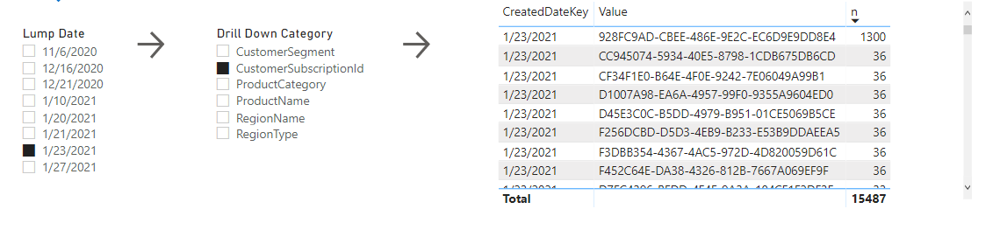 Lump Date
11/6/2020
12/16/2020
12/21/2020
1/10/2021
1/20/2021
1/21/2021
1/23/2021
1/27/2021
Drill Down Category
CustomerSegment
CustomerSubscriptionId
ProductCategory
ProductName
RegionName
RegionType
CreatedDateKey Value n
1/23/2021 928FC9AD-CBEE-486E-9E2C-EC6D9E9DD8E4 1300
1/23/2021 CC945074-5934-40E5-8798-1CDB675DB6CD 36
1/23/2021 CF34F1E0-B64E-4F0E-9242-7E06049A99B1 36
1/23/2021 D1007A98-EA6A-4957-99F0-9355A9604ED0 36
1/23/2021 D45E3C0C-B5DD-4979-B951-01CE5069B5CE 36
1/23/2021 F256DCBD-D5D3-4EB9-B233-E53B9DDAEEA5 36
1/23/2021 F3DBB354-4367-4AC5-972D-4D820059D61C 36
1/23/2021 F452C64E-DA38-4326-812B-7667A069EF9F 36
Total 15487